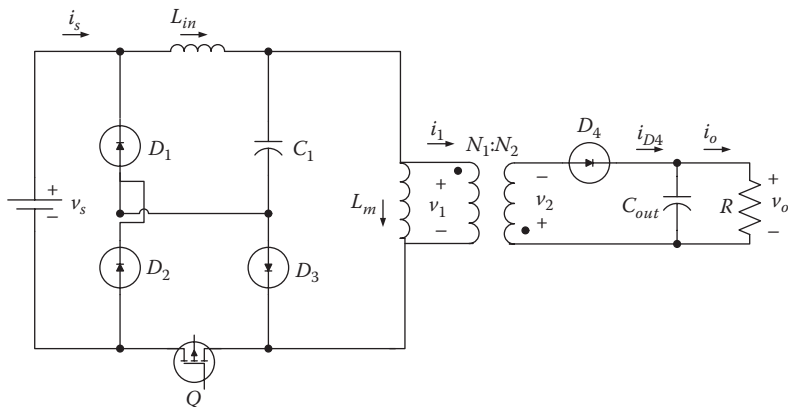 i_s
L_in
D_1
C_1
i_1
N_1:N_2
D_4
i_D4
i_o
+
v_s
−
L_m
+
v_1
−
−
v_2
+
C_out
R
+
v_o
−
D_2
D_3
Q